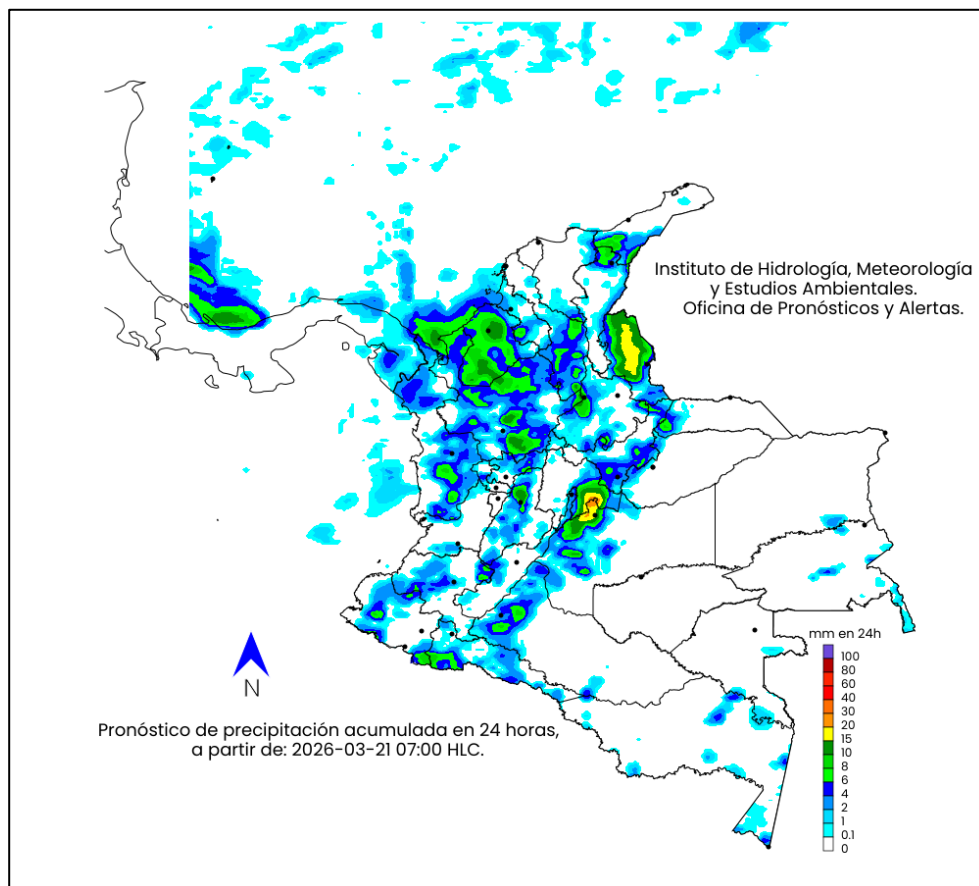 Instituto de Hidrología, Meteorología
y Estudios Ambientales.
Oficina de Pronósticos y Alertas.
mm en 24h
100
80
60
40
30
20
15
10
8
6
4
2
1
0.1
0
N
Pronóstico de precipitación acumulada en 24 horas,
a partir de: 2026-03-21 07:00 HLC.